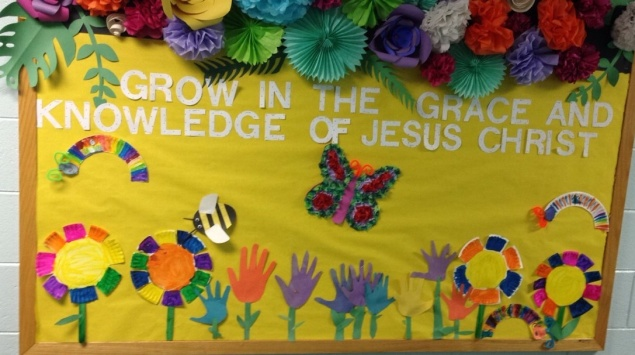 GROW IN THE GRACE AND
KNOWLEDGE OF JESUS CHRIST